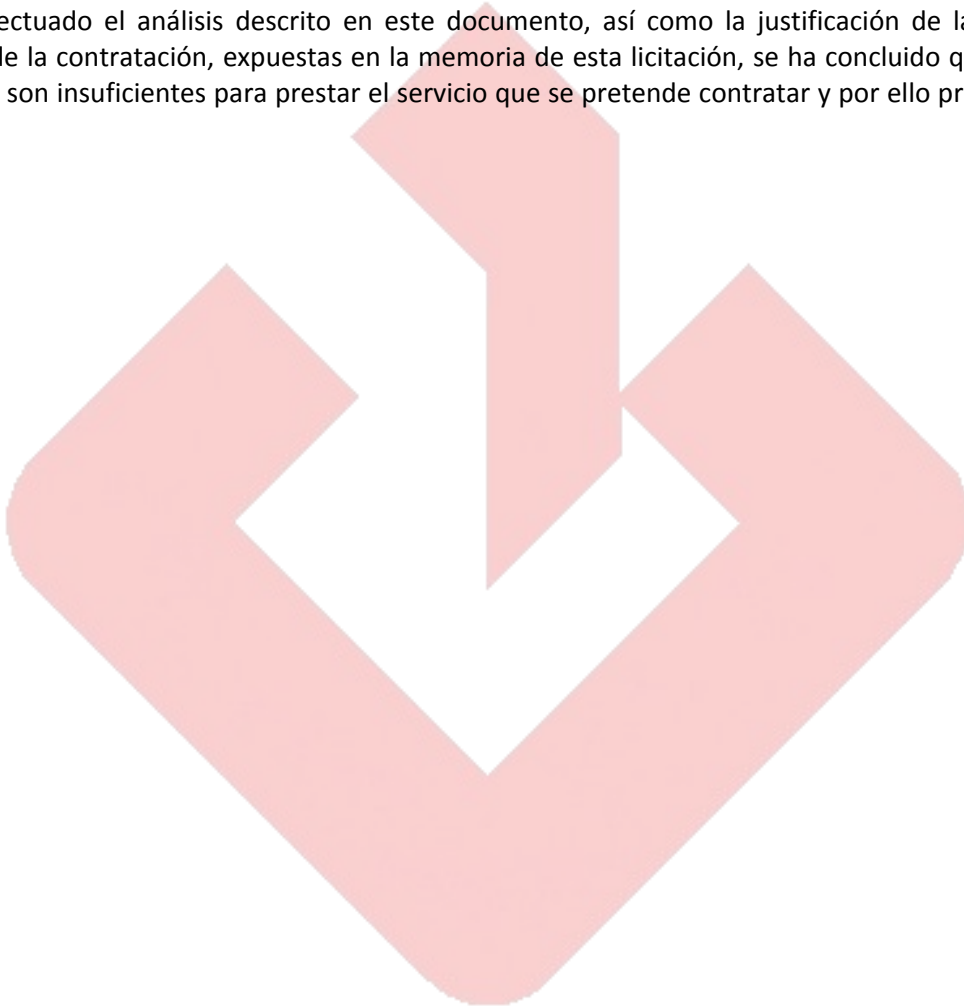 ectuado el análisis descrito en este documento, así como la justificación de la
de la contratación, expuestas en la memoria de esta licitación, se ha concluido q
son insuficientes para prestar el servicio que se pretende contratar y por ello pr